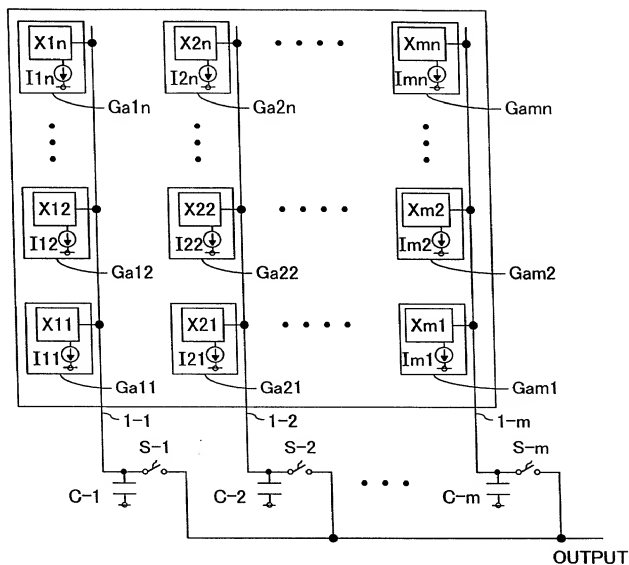 X1n X2n Xmn
I1n I2n Imn
Ga1n Ga2n Gamn
X12 X22 Xm2
I12 I22 Im2
Ga12 Ga22 Gam2
X11 X21 Xm1
I11 I21 Im1
Ga11 Ga21 Gam1
1-1 1-2 1-m
S-1 S-2 S-m
C-1 C-2 C-m
OUTPUT